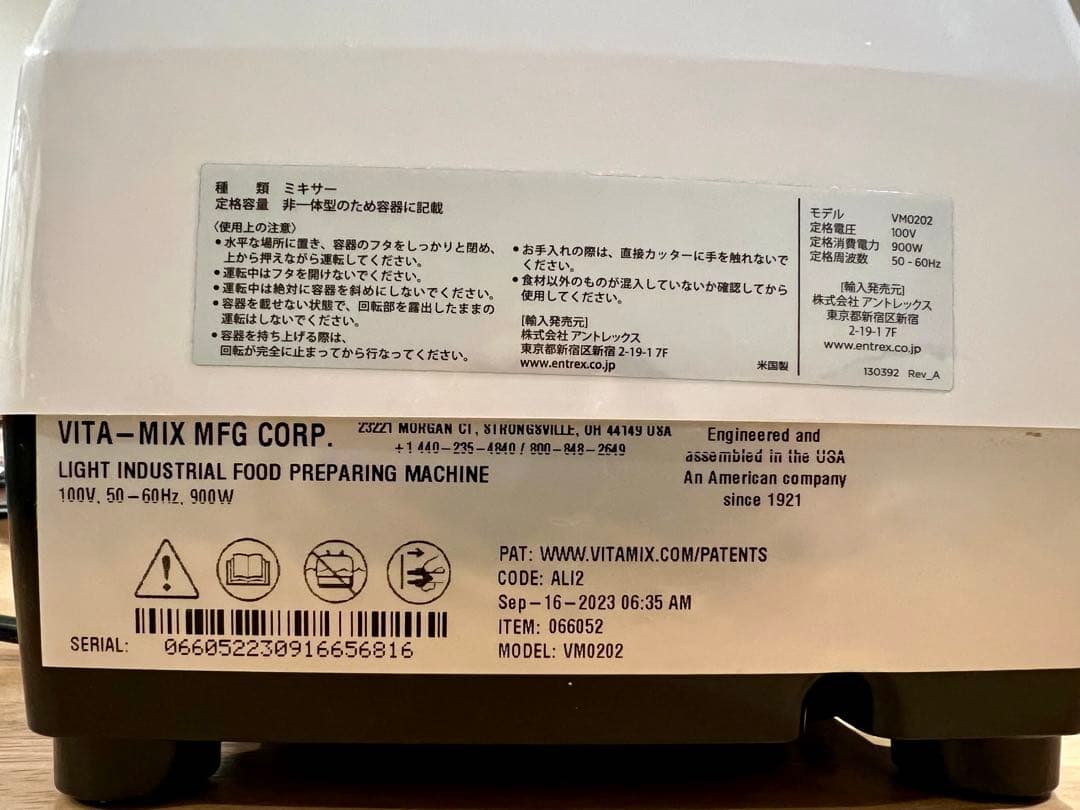 種　類　ミキサー
定格容量　非一体型のため容器に記載
〈使用上の注意〉
●水平な場所に置き、容器のフタをしっかりと閉め、
上から押えながら運転してください。
●運転中はフタを開けないでください。
●運転中は絶対に容器を斜めにしないでください。
●容器を載せない状態で、回転部を露出したままの
運転はしないでください。
●容器を持ち上げる際は、
回転が完全に止まってから行なってください。
●お手入れの際は、直接カッターに手を触れないで
ください。
●食材以外のものが混入していないか確認してから
使用してください。
[輸入発売元]
株式会社 アントレックス
東京都新宿区新宿 2-19-1 7F
www.entrex.co.jp
米国製
モデル　VM0202
定格電圧　100V
定格消費電力　900W
定格周波数　50 - 60Hz
[輸入発売元]
株式会社 アントレックス
東京都新宿区新宿
2-19-1 7F
www.entrex.co.jp
130392　Rev_A
VITA-MIX MFG CORP.
23221 MORGAN CT, STRONGSVILLE, OH 44149 USA
+1 440-235-4840 / 800-848-2649
LIGHT INDUSTRIAL FOOD PREPARING MACHINE
100V, 50-60Hz, 900W
Engineered and
assembled in the USA
An American company
since 1921
PAT: WWW.VITAMIX.COM/PATENTS
CODE: ALI2
Sep-16-2023 06:35 AM
ITEM: 066052
MODEL: VM0202
SERIAL: 066052230916656816